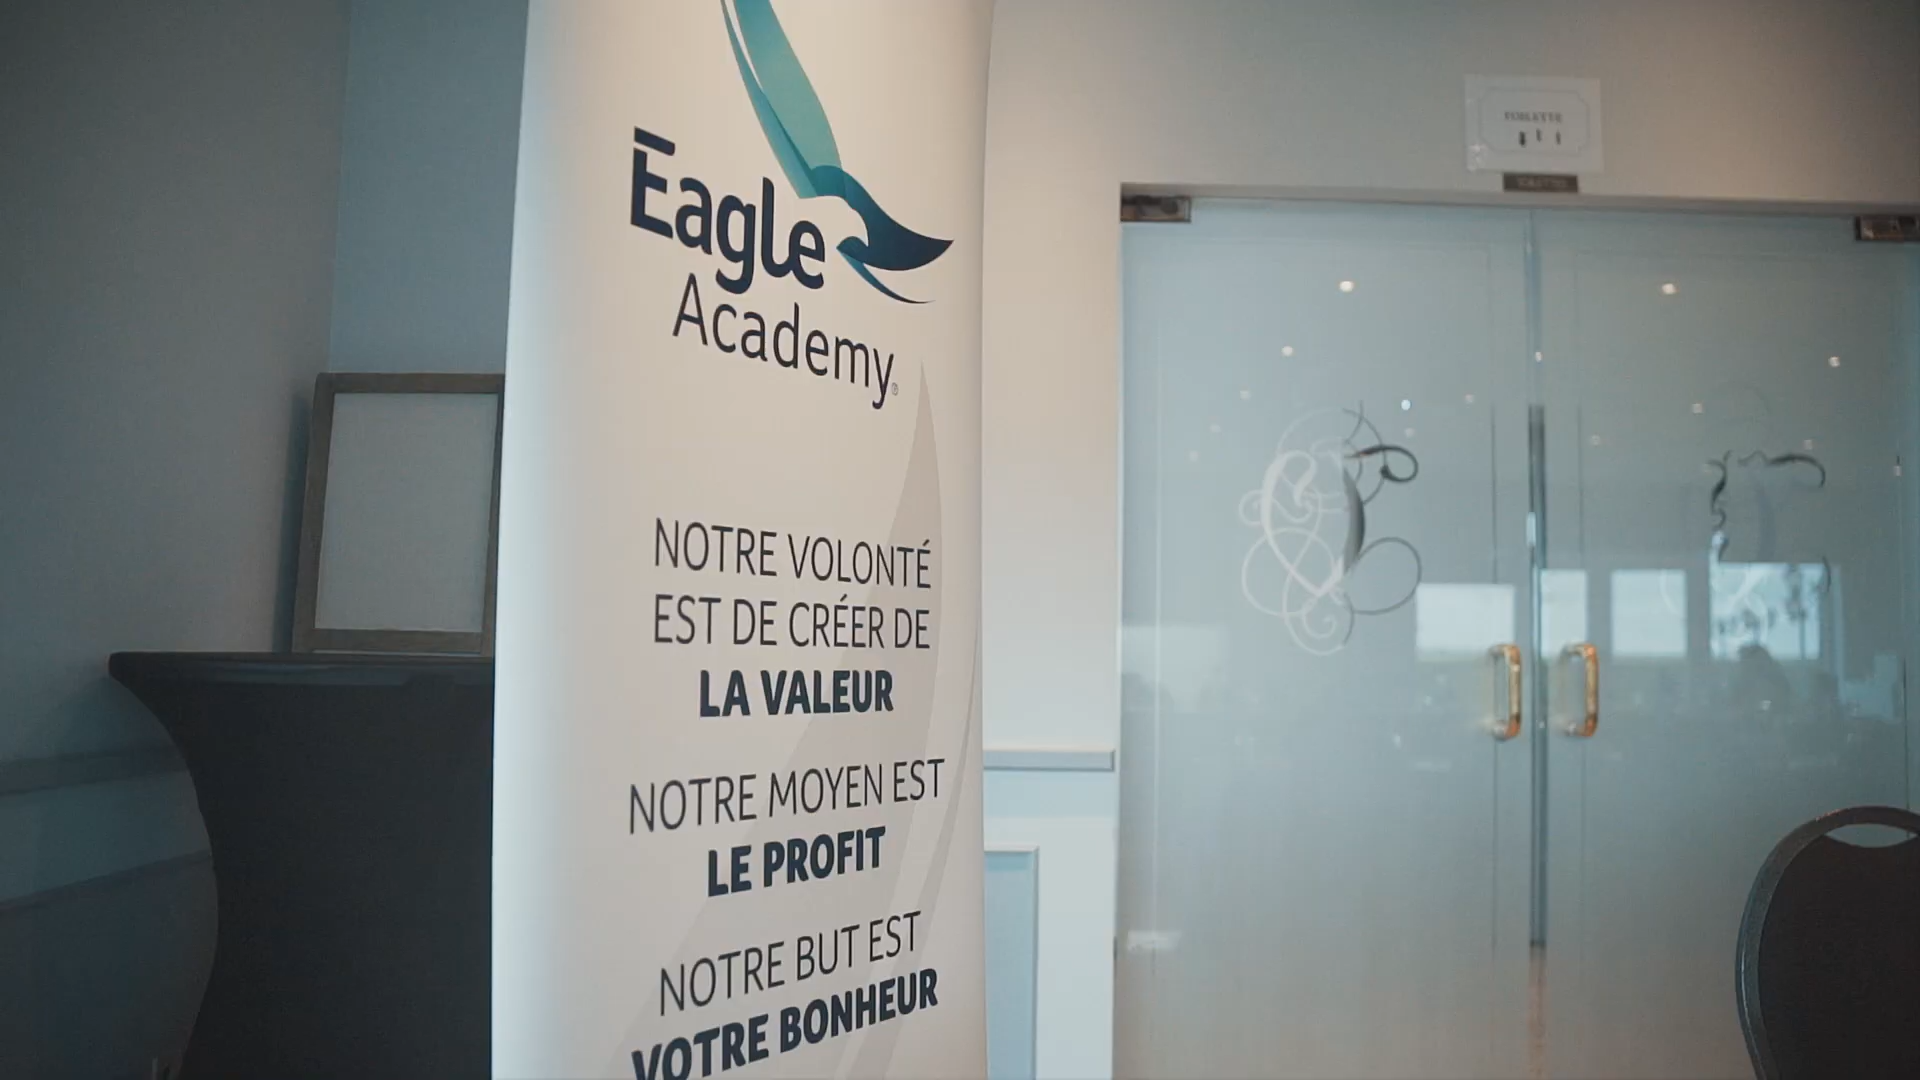 Eagle
Academy®
NOTRE VOLONTÉ
EST DE CRÉER DE
LA VALEUR
NOTRE MOYEN EST
LE PROFIT
NOTRE BUT EST
VOTRE BONHEUR